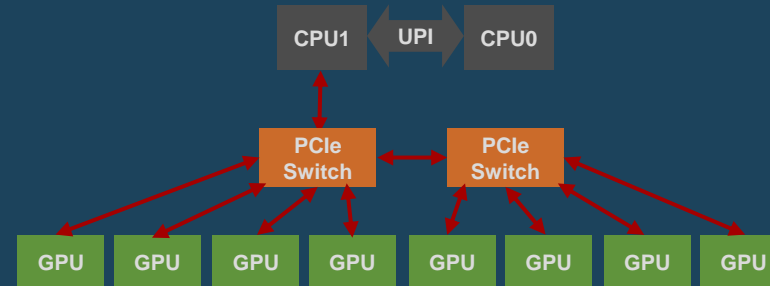 CPU1 UPI CPU0
PCIe PCIe
Switch Switch
GPU GPU GPU GPU GPU GPU GPU GPU